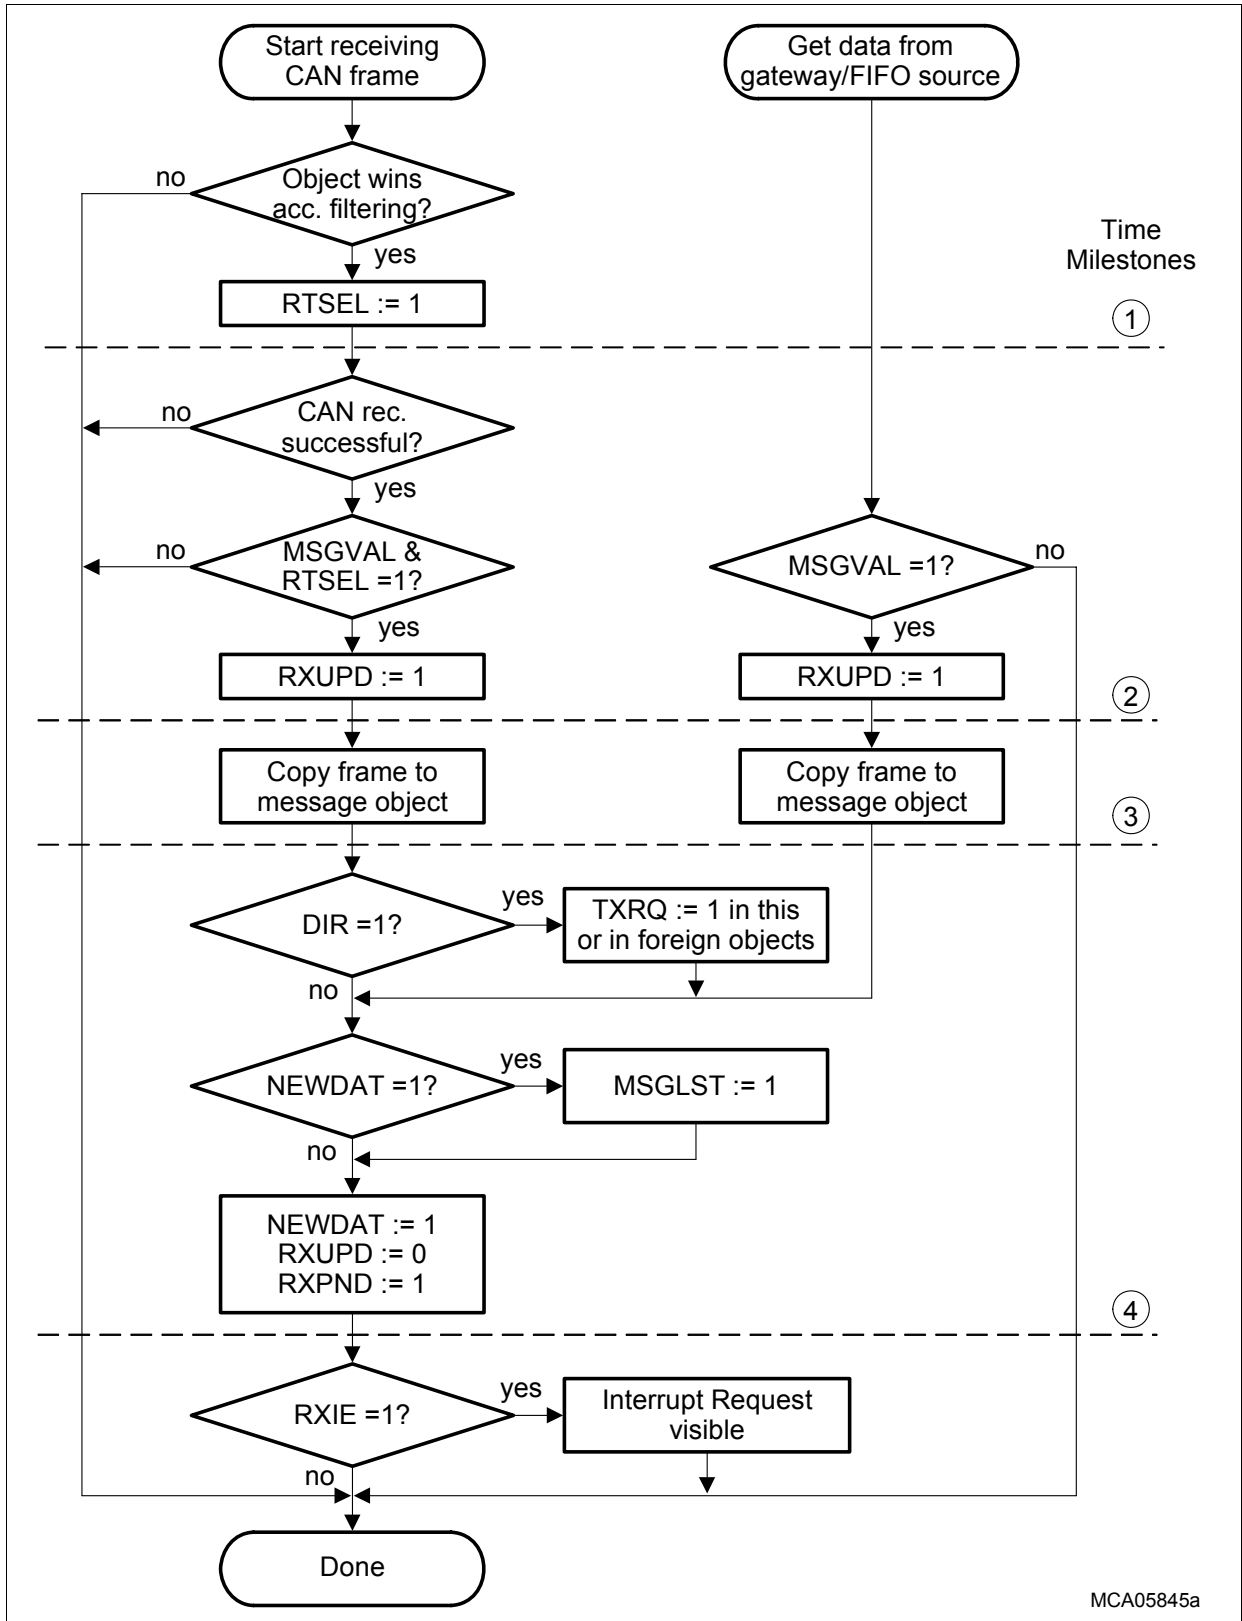 Start receiving
CAN frame
Get data from
gateway/FIFO source
no
Object wins
acc. filtering?
yes
Time
Milestones
RTSEL := 1
1
no
CAN rec.
successful?
yes
no
MSGVAL &
RTSEL =1?
MSGVAL =1?
no
yes
yes
RXUPD := 1
RXUPD := 1
2
Copy frame to
message object
Copy frame to
message object
3
DIR =1?
yes
TXRQ := 1 in this
or in foreign objects
no
NEWDAT =1?
yes
MSGLST := 1
no
NEWDAT := 1
RXUPD := 0
RXPND := 1
4
RXIE =1?
yes
Interrupt Request
visible
no
Done
MCA05845a